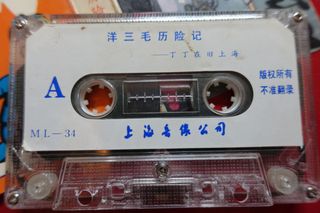 洋三毛历险记
——丁丁在旧上海
A
版权所有
不准翻录
ML-34
上海音像公司